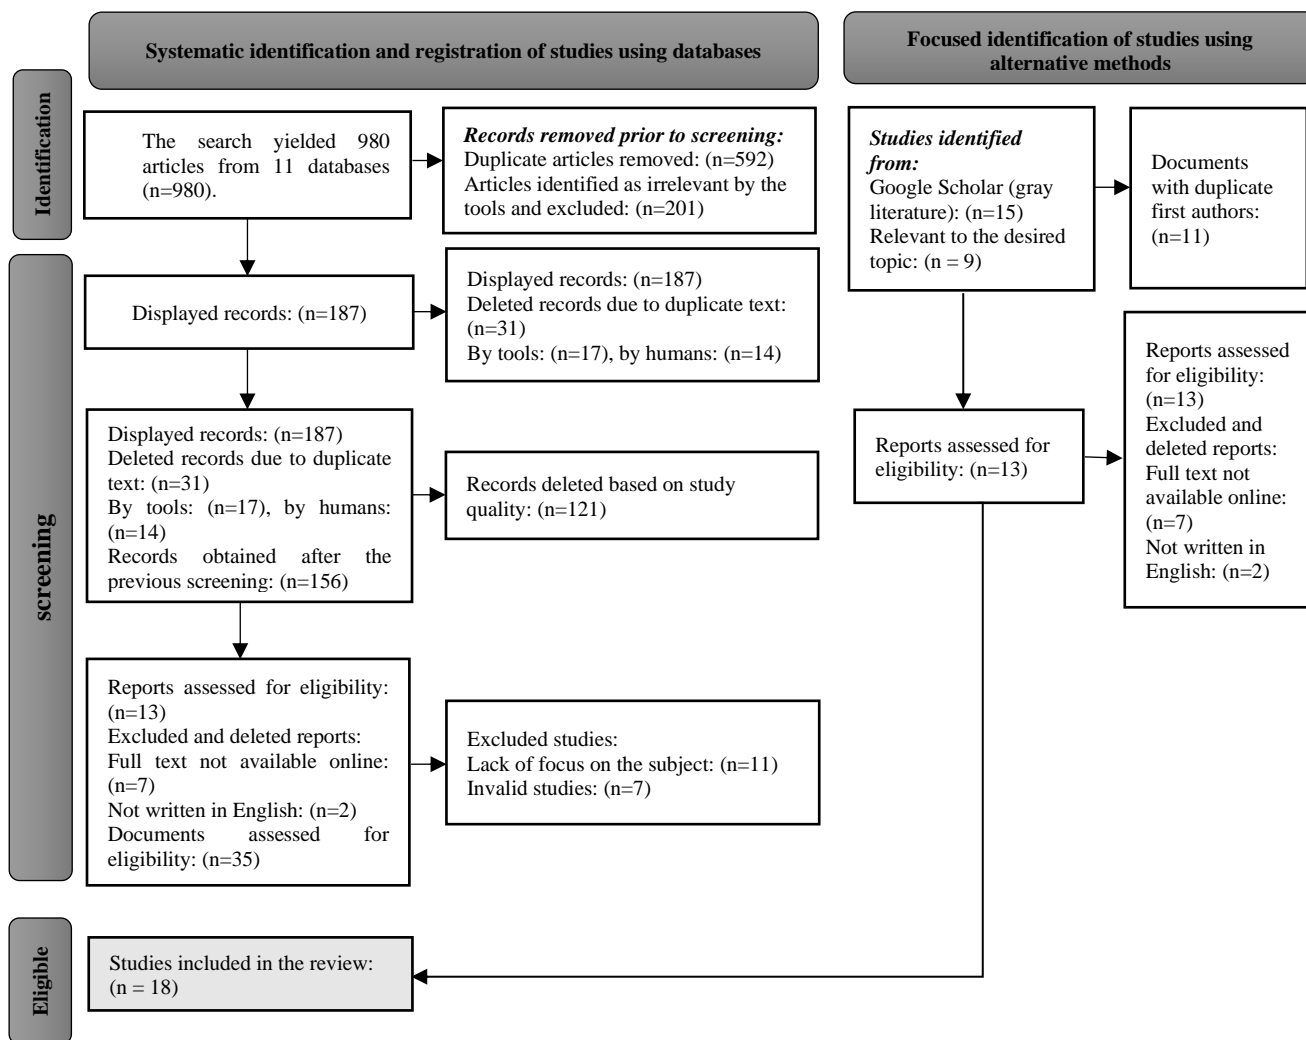 Systematic identification and registration of studies using databases
Focused identification of studies using
alternative methods
Identification
The search yielded 980
articles from 11 databases
(n=980).
Records removed prior to screening:
Duplicate articles removed: (n=592)
Articles identified as irrelevant by the
tools and excluded: (n=201)
Studies identified
from:
Google Scholar (gray
literature): (n=15)
Relevant to the desired
topic: (n = 9)
Documents
with duplicate
first authors:
(n=11)
screening
Displayed records: (n=187)
Displayed records: (n=187)
Deleted records due to duplicate text:
(n=31)
By tools: (n=17), by humans: (n=14)
Displayed records: (n=187)
Deleted records due to duplicate
text: (n=31)
By tools: (n=17), by humans:
(n=14)
Records obtained after the
previous screening: (n=156)
Records deleted based on study
quality: (n=121)
Reports assessed for
eligibility: (n=13)
Reports assessed
for eligibility:
(n=13)
Excluded and
deleted reports:
Full text not
available online:
(n=7)
Not written in
English: (n=2)
Reports assessed for eligibility:
(n=13)
Excluded and deleted reports:
Full text not available online:
(n=7)
Not written in English: (n=2)
Documents assessed for
eligibility: (n=35)
Excluded studies:
Lack of focus on the subject: (n=11)
Invalid studies: (n=7)
Eligible
Studies included in the review:
(n = 18)